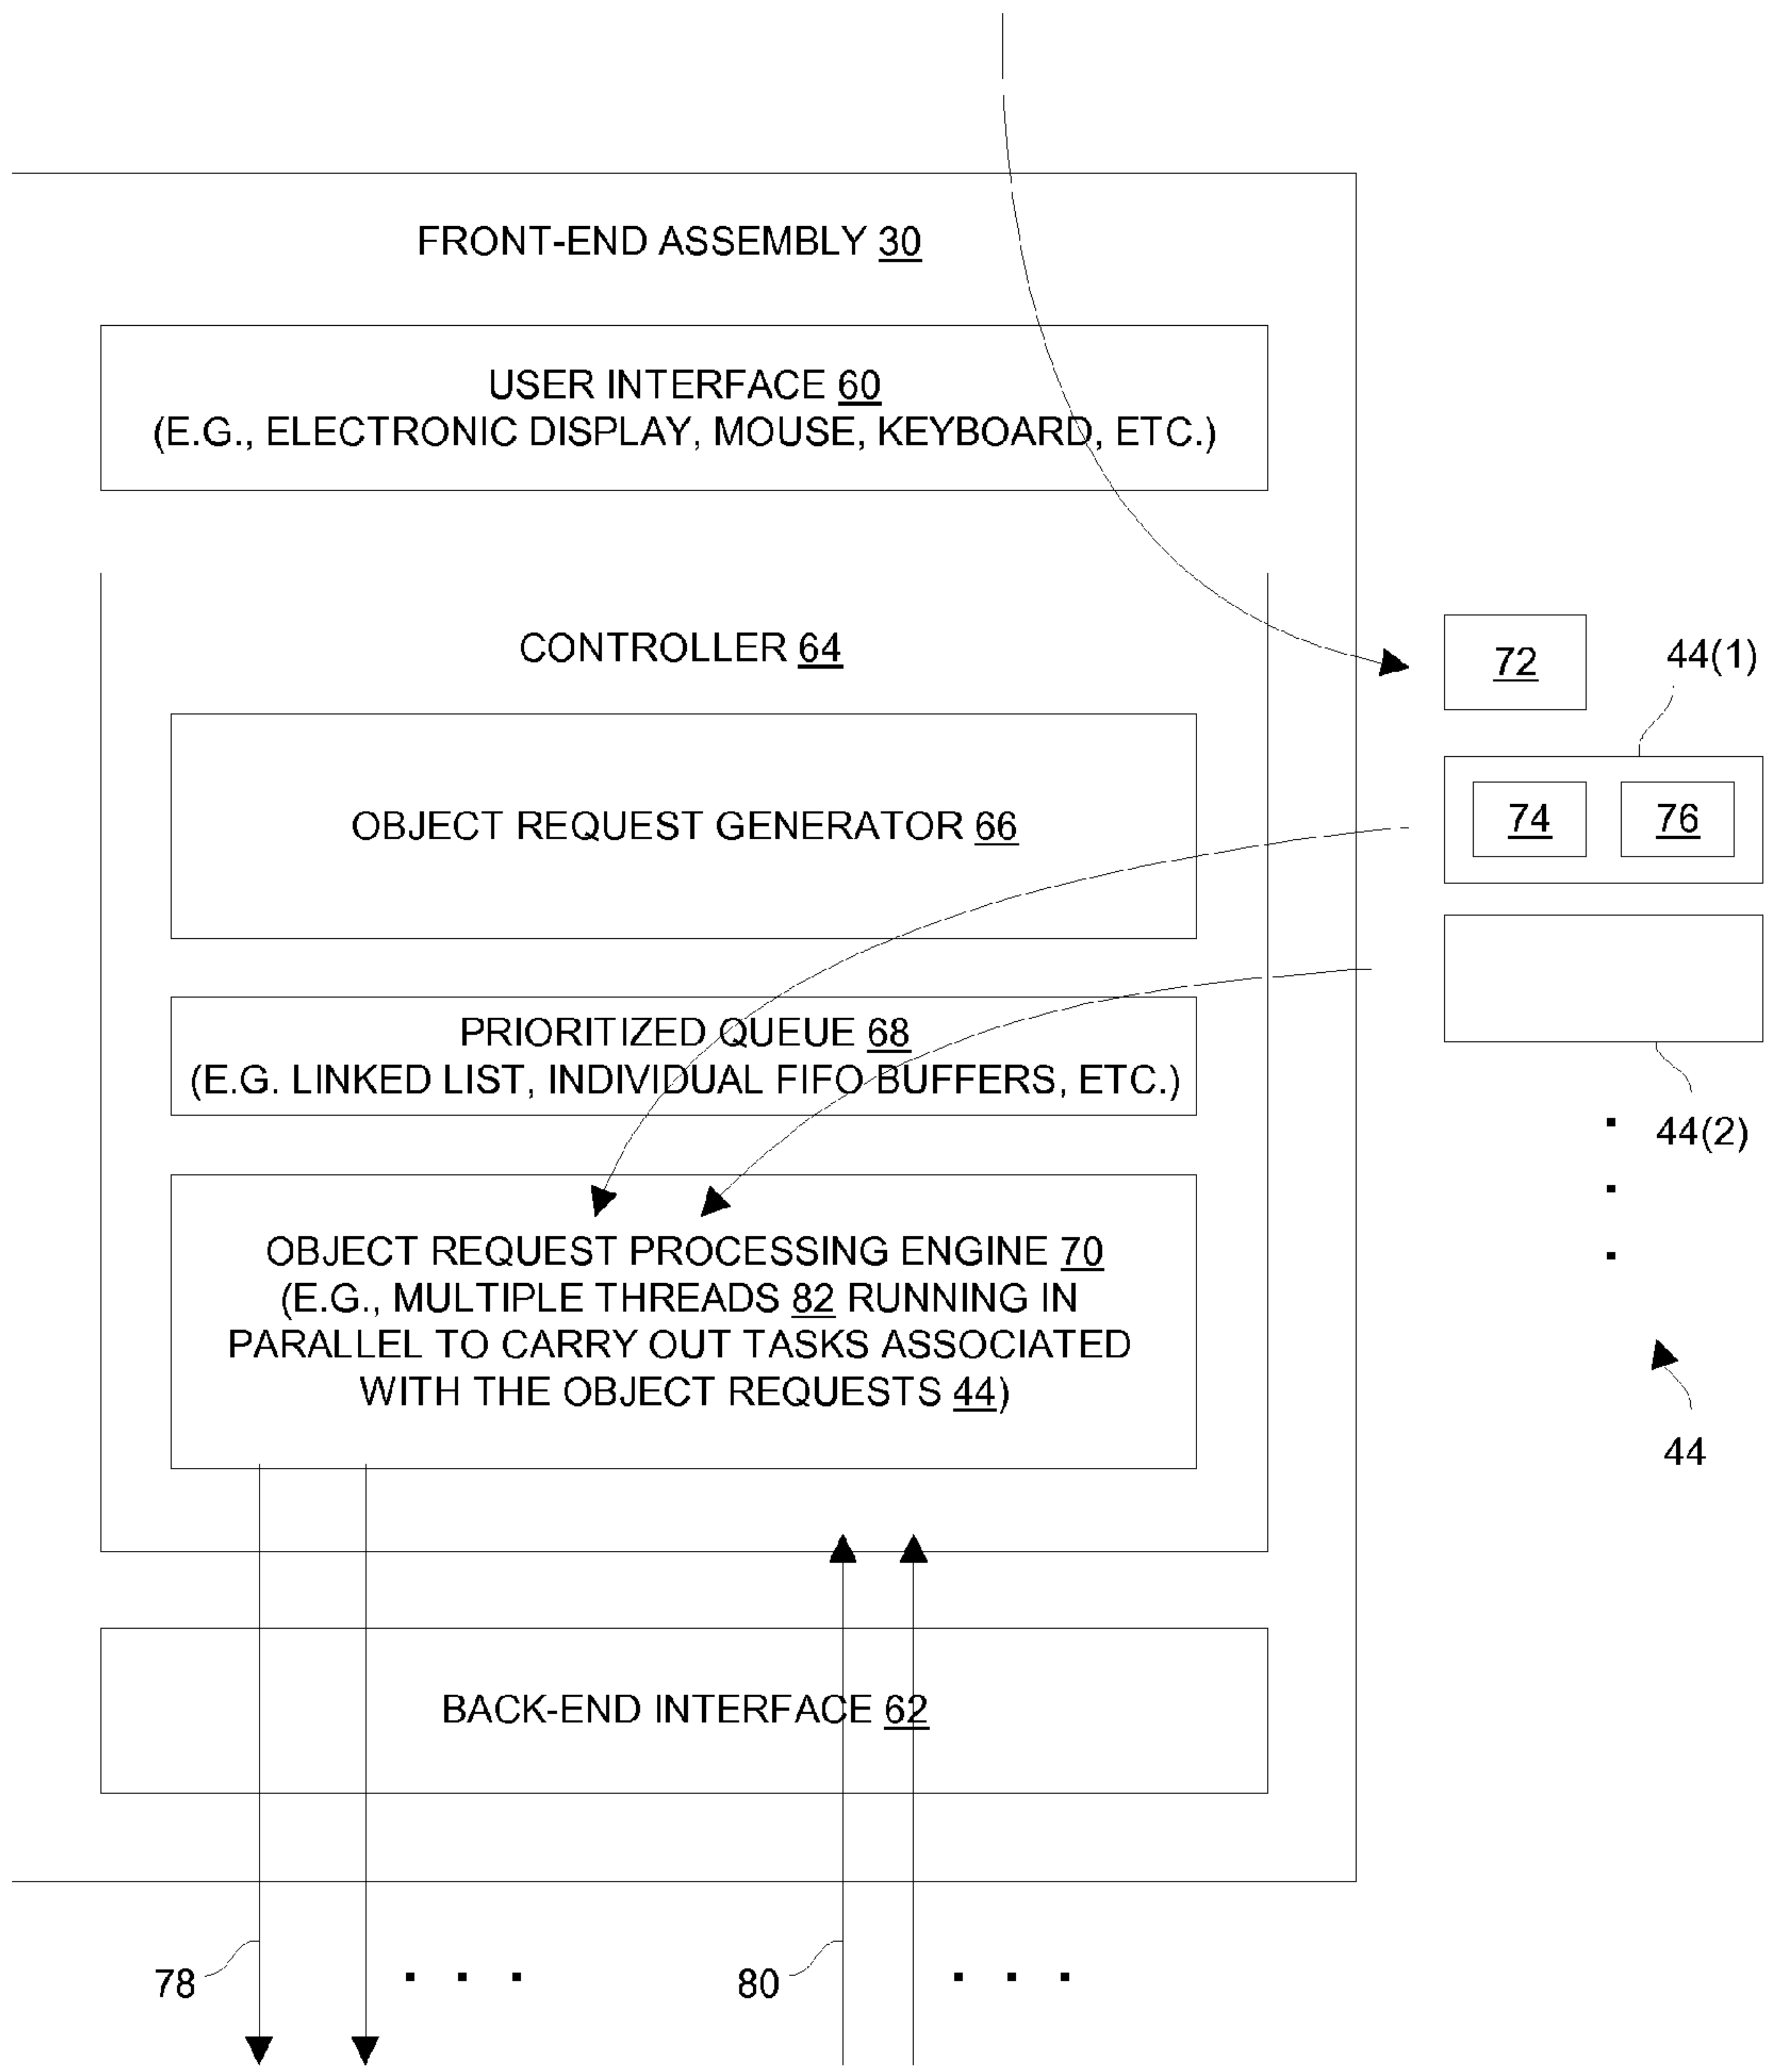 FRONT-END ASSEMBLY 30
USER INTERFACE 60
(E.G., ELECTRONIC DISPLAY, MOUSE, KEYBOARD, ETC.)
CONTROLLER 64
72
44(1)
OBJECT REQUEST GENERATOR 66
74
76
PRIORITIZED QUEUE 68
(E.G. LINKED LIST, INDIVIDUAL FIFO BUFFERS, ETC.)
44(2)
OBJECT REQUEST PROCESSING ENGINE 70
(E.G., MULTIPLE THREADS 82 RUNNING IN
PARALLEL TO CARRY OUT TASKS ASSOCIATED
WITH THE OBJECT REQUESTS 44)
44
BACK-END INTERFACE 62
78
80